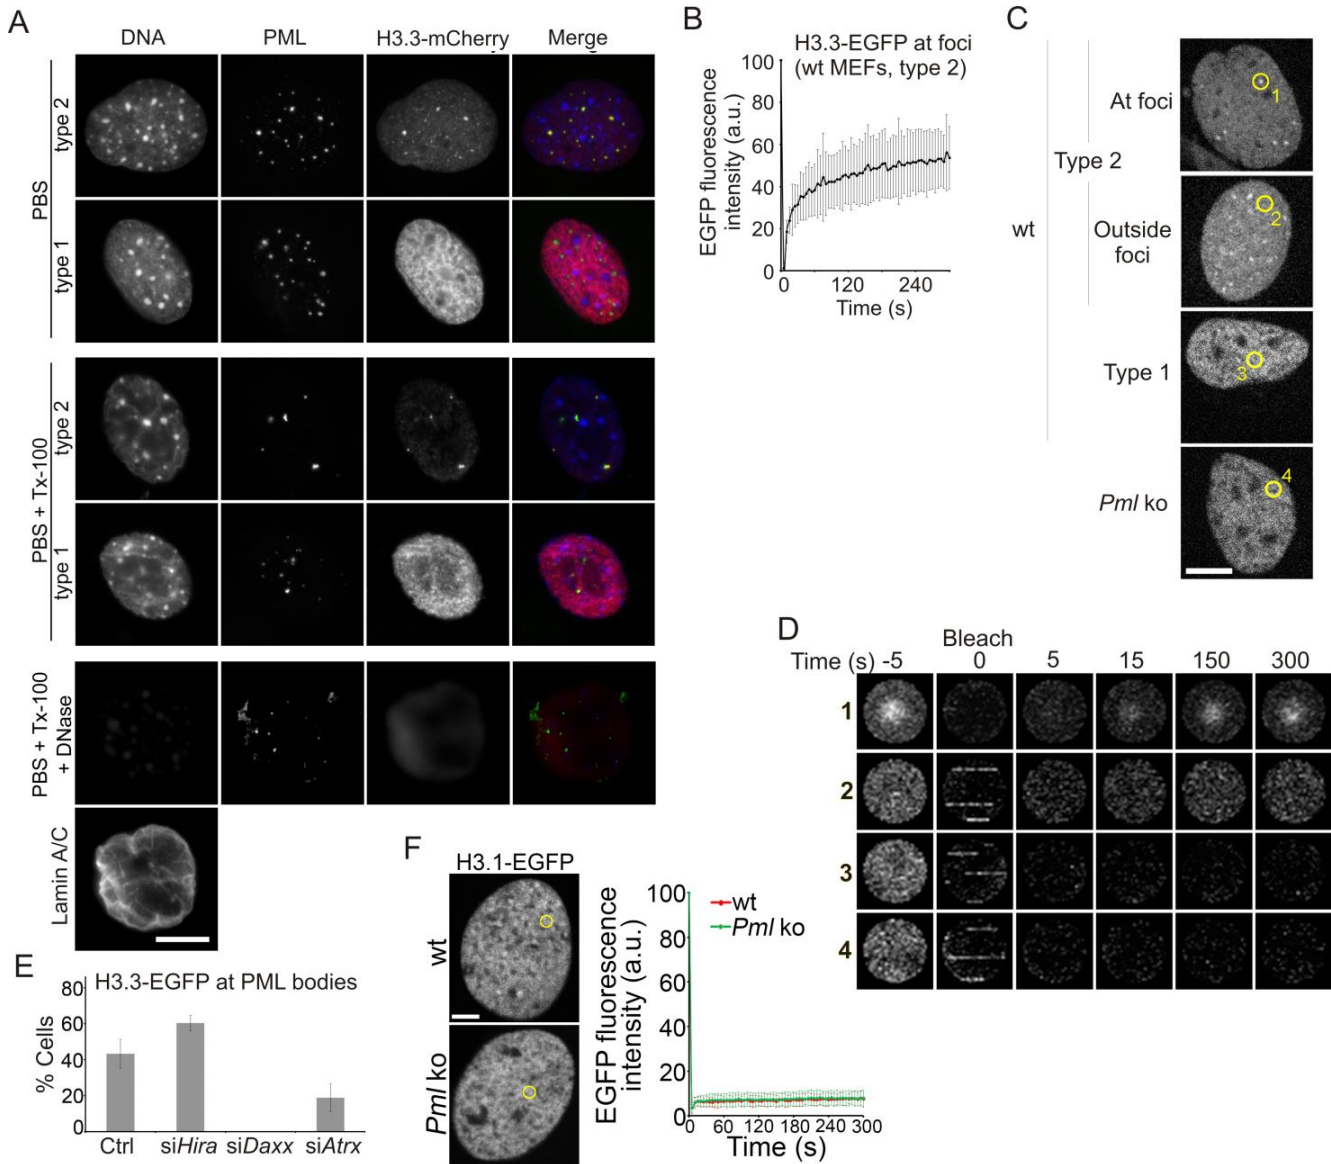 A
DNA PML H3.3-mCherry Merge
PBS
type 2
type 1
PBS + Tx-100
type 2
type 1
PBS + Tx-100
+ DNase
Lamin A/C
B
H3.3-EGFP at foci
(wt MEFs, type 2)
EGFP fluorescence
intensity (a.u.)
100
80
60
40
20
0
0 120 240
Time (s)
C
wt
Type 2
At foci
1
Outside
foci
2
Type 1
3
Pml ko
4
D
Bleach
Time (s) -5 0 5 15 150 300
1
2
3
4
E
H3.3-EGFP at PML bodies
% Cells
80
60
40
20
0
Ctrl siHira siDaxx siAtrx
F
H3.1-EGFP
wt
Pml ko
EGFP fluorescence
intensity (a.u.)
100
80
60
40
20
0
wt
Pml ko
0 60 120 180 240 300
Time (s)